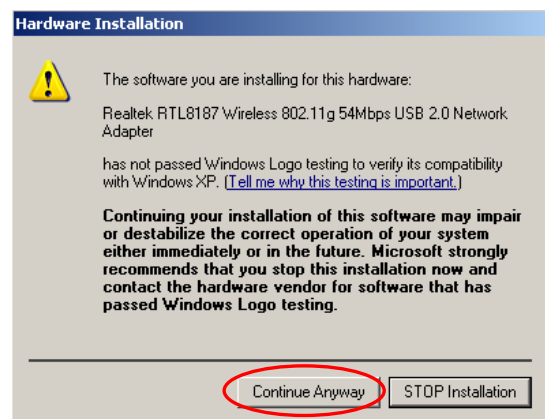 Hardware Installation
The software you are installing for this hardware:
Realtek RTL8187 Wireless 802.11g 54Mbps USB 2.0 Network
Adapter
has not passed Windows Logo testing to verify its compatibility
with Windows XP. (Tell me why this testing is important.)
Continuing your installation of this software may impair
or destabilize the correct operation of your system
either immediately or in the future. Microsoft strongly
recommends that you stop this installation now and
contact the hardware vendor for software that has
passed Windows Logo testing.
Continue Anyway STOP Installation